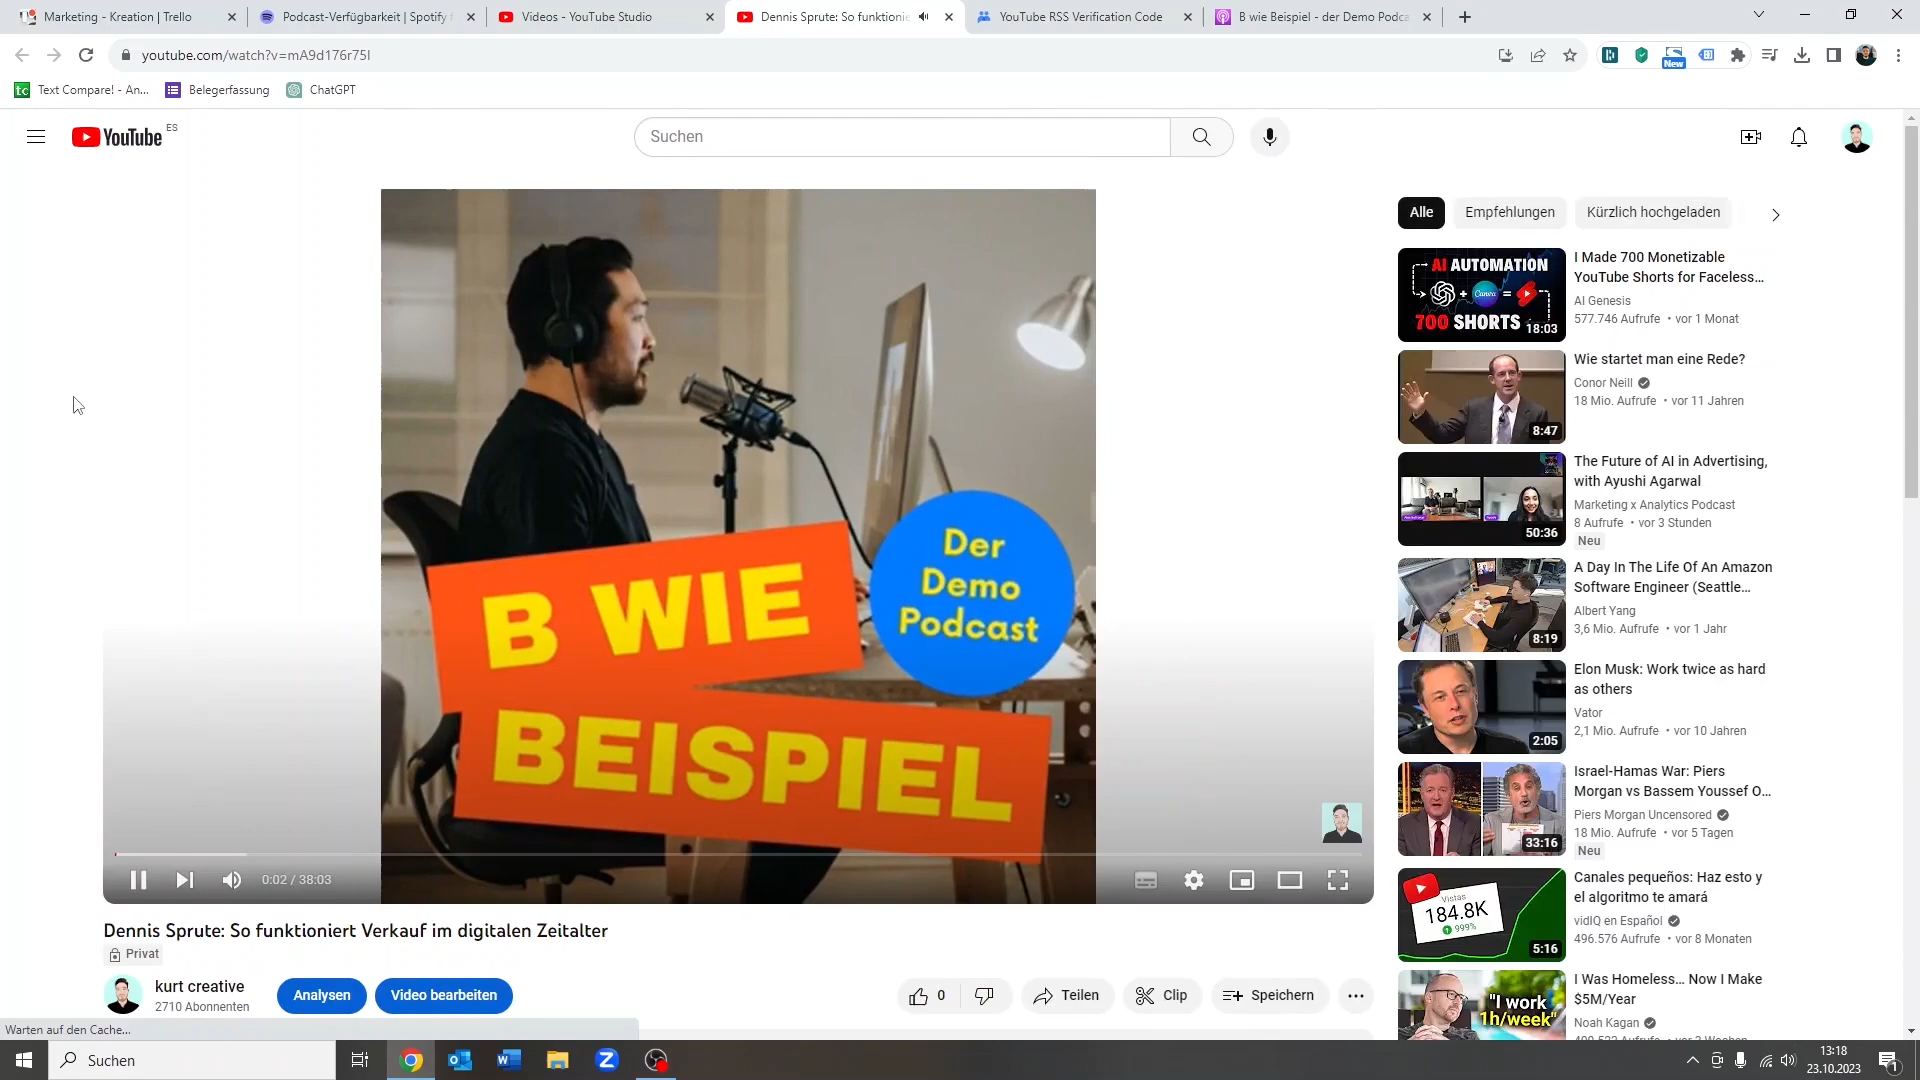 Marketing - Kreation | Trello
Podcast-Verfügbarkeit | Spotify f
Videos - YouTube Studio
Dennis Sprute: So funktionie
YouTube RSS Verification Code
B wie Beispiel - der Demo Podca
youtube.com/watch?v=mA9d176r75I
New
tc Text Compare! - An...
Belegerfassung
ChatGPT
YouTube ES
Suchen
Alle
Empfehlungen
Kürzlich hochgeladen
B WIE
BEISPIEL
Der
Demo
Podcast
0:02 / 38:03
Dennis Sprute: So funktioniert Verkauf im digitalen Zeitalter
Privat
kurt creative
2710 Abonnenten
Analysen
Video bearbeiten
0
Teilen
Clip
Speichern
AI AUTOMATION
Canva
700 SHORTS
18:03
I Made 700 Monetizable
YouTube Shorts for Faceless...
AI Genesis
577.746 Aufrufe • vor 1 Monat
8:47
Wie startet man eine Rede?
Conor Neill
18 Mio. Aufrufe • vor 11 Jahren
50:36
The Future of AI in Advertising,
with Ayushi Agarwal
Marketing x Analytics Podcast
8 Aufrufe • vor 3 Stunden
Neu
8:19
A Day In The Life Of An Amazon
Software Engineer (Seattle...
Albert Yang
3,6 Mio. Aufrufe • vor 1 Jahr
2:05
Elon Musk: Work twice as hard
as others
Vator
2,1 Mio. Aufrufe • vor 10 Jahren
33:16
Israel-Hamas War: Piers
Morgan vs Bassem Youssef O...
Piers Morgan Uncensored
18 Mio. Aufrufe • vor 5 Tagen
Neu
Vistas
184.8K
999%
5:16
Canales pequeños: Haz esto y
el algoritmo te amará
vidIQ en Español
496.576 Aufrufe • vor 8 Monaten
"I work
1h/week"
I Was Homeless... Now I Make
$5M/Year
Noah Kagan
Warten auf den Cache...
Suchen
13:18
23.10.2023
1